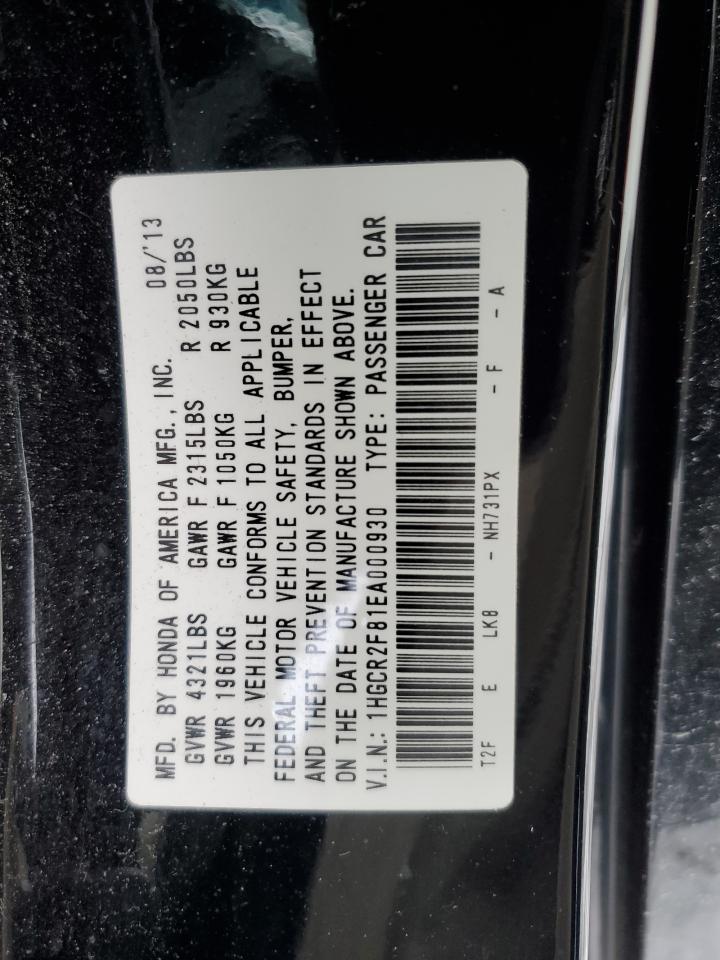 MFD. BY HONDA OF AMERICA MFG., INC. 08/'13
GVWR 4321LBS GAWR F 2315LBS R 2050LBS
GVWR 1960KG GAWR F 1050KG R 930KG
THIS VEHICLE CONFORMS TO ALL APPLICABLE
FEDERAL MOTOR VEHICLE SAFETY, BUMPER,
AND THEFT PREVENTION STANDARDS IN EFFECT
ON THE DATE OF MANUFACTURE SHOWN ABOVE.
V.I.N.: 1HGCR2F81EA000930 TYPE: PASSENGER CAR
T2F E LK8 - NH731PX - F - A